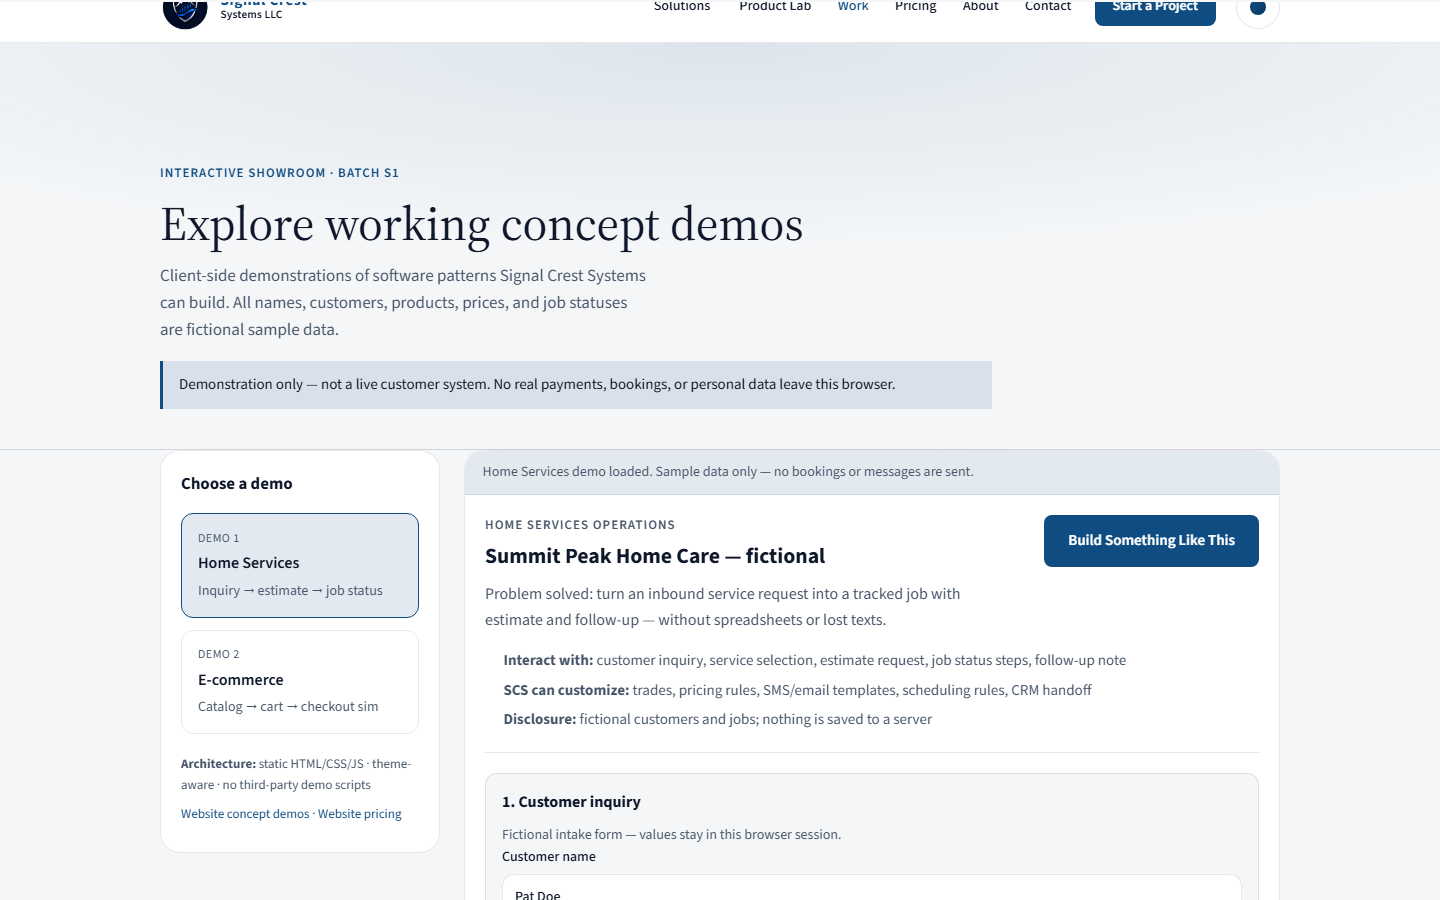 Signal Crest
Systems LLC
Solutions
Product Lab
Work
Pricing
About
Contact
Start a Project
INTERACTIVE SHOWROOM · BATCH S1
Explore working concept demos
Client-side demonstrations of software patterns Signal Crest Systems
can build. All names, customers, products, prices, and job statuses
are fictional sample data.
Demonstration only — not a live customer system. No real payments, bookings, or personal data leave this browser.
Choose a demo
DEMO 1
Home Services
Inquiry → estimate → job status
DEMO 2
E-commerce
Catalog → cart → checkout sim
Architecture: static HTML/CSS/JS · theme-
aware · no third-party demo scripts
Website concept demos · Website pricing
Home Services demo loaded. Sample data only — no bookings or messages are sent.
HOME SERVICES OPERATIONS
Summit Peak Home Care — fictional
Build Something Like This
Problem solved: turn an inbound service request into a tracked job with
estimate and follow-up — without spreadsheets or lost texts.
Interact with: customer inquiry, service selection, estimate request, job status steps, follow-up note
SCS can customize: trades, pricing rules, SMS/email templates, scheduling rules, CRM handoff
Disclosure: fictional customers and jobs; nothing is saved to a server
1. Customer inquiry
Fictional intake form — values stay in this browser session.
Customer name
Pat Doe